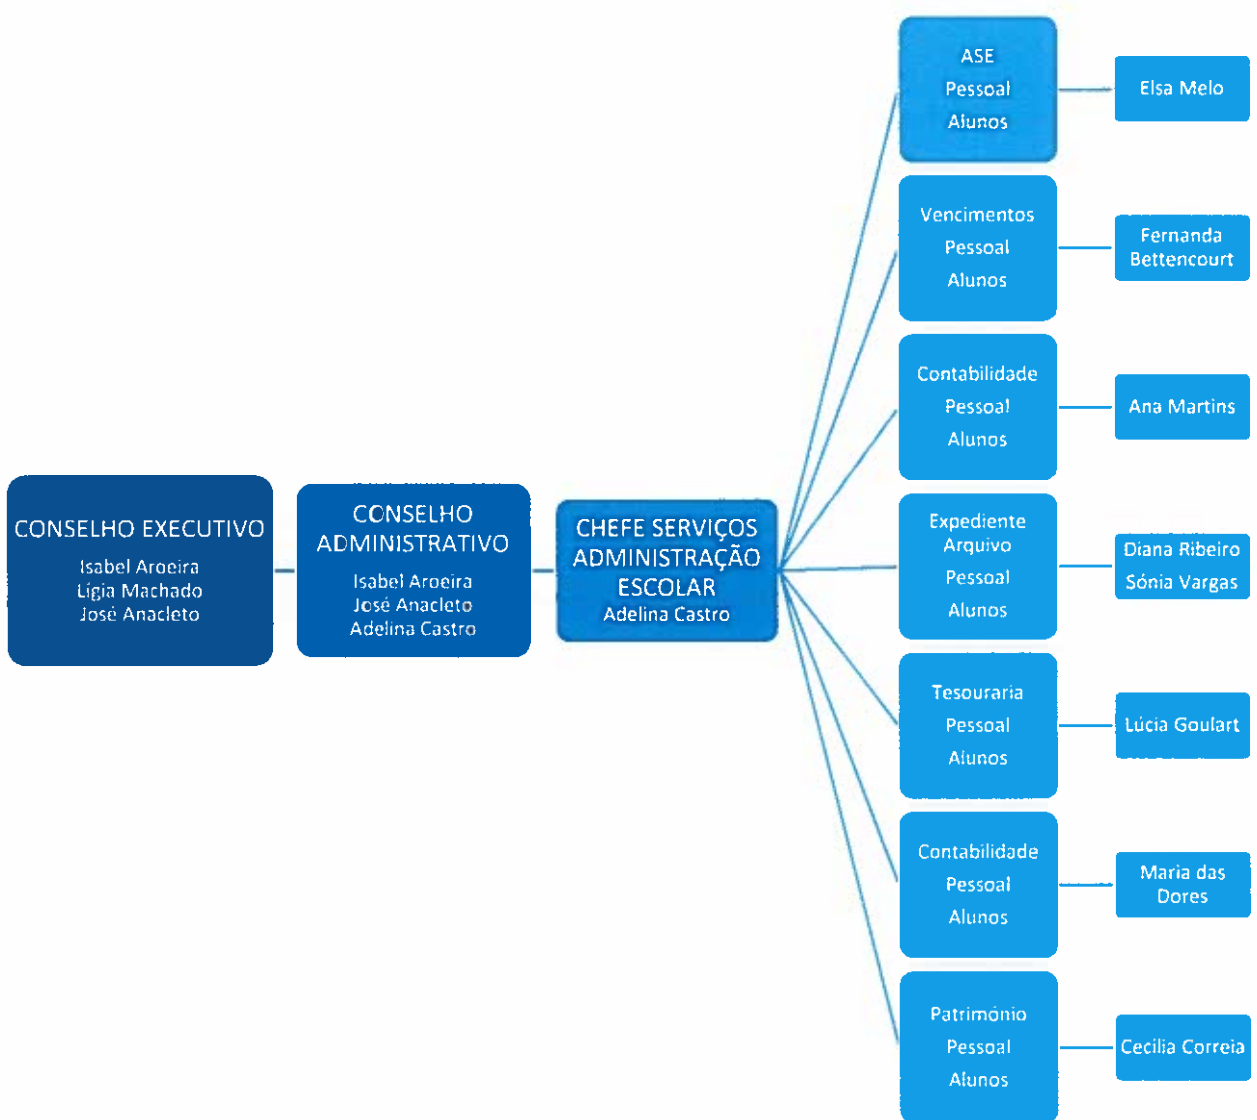 CONSELHO EXECUTIVO
Isabel Aroeira
Lígia Machado
José Anacleto
CONSELHO
ADMINISTRATIVO
Isabel Aroeira
José Anacleto
Adelina Castro
CHEFE SERVIÇOS
ADMINISTRAÇÃO
ESCOLAR
Adelina Castro
ASE
Pessoal
Alunos
Elsa Melo
Vencimentos
Pessoal
Alunos
Fernanda
Bettencourt
Contabilidade
Pessoal
Alunos
Ana Martins
Expediente
Arquivo
Pessoal
Alunos
Diana Ribeiro
Sónia Vargas
Tesouraria
Pessoal
Alunos
Lúcia Goulart
Contabilidade
Pessoal
Alunos
Maria das
Dores
Património
Pessoal
Alunos
Cecília Correia